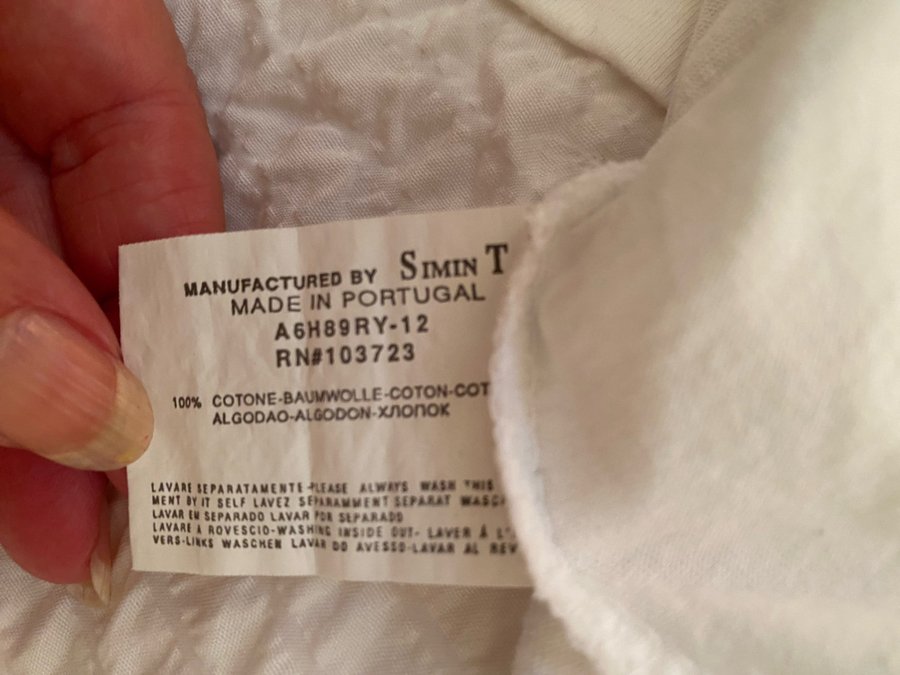 MANUFACTURED BY SIMIN T
MADE IN PORTUGAL
A6H89RY-12
RN#103723
100% COTONE-BAUMWOLLE-COTON-COT
ALGODAO-ALGODON-ХЛОПОК
LAVARE SEPARATAMENTE-PLEASE ALWAYS WASH THIS
MENT BY IT SELF LAVEZ SEPARAMMENT SEPARAT WASC
LAVAR EM SEPARADO LAVAR POR SEPARADO
LAVARE A ROVESCIO-WASHING INSIDE OUT- LAVER Á L'
VERS-LINKS WASCHEN LAVAR DO AVESSO-LAVAR AL REV